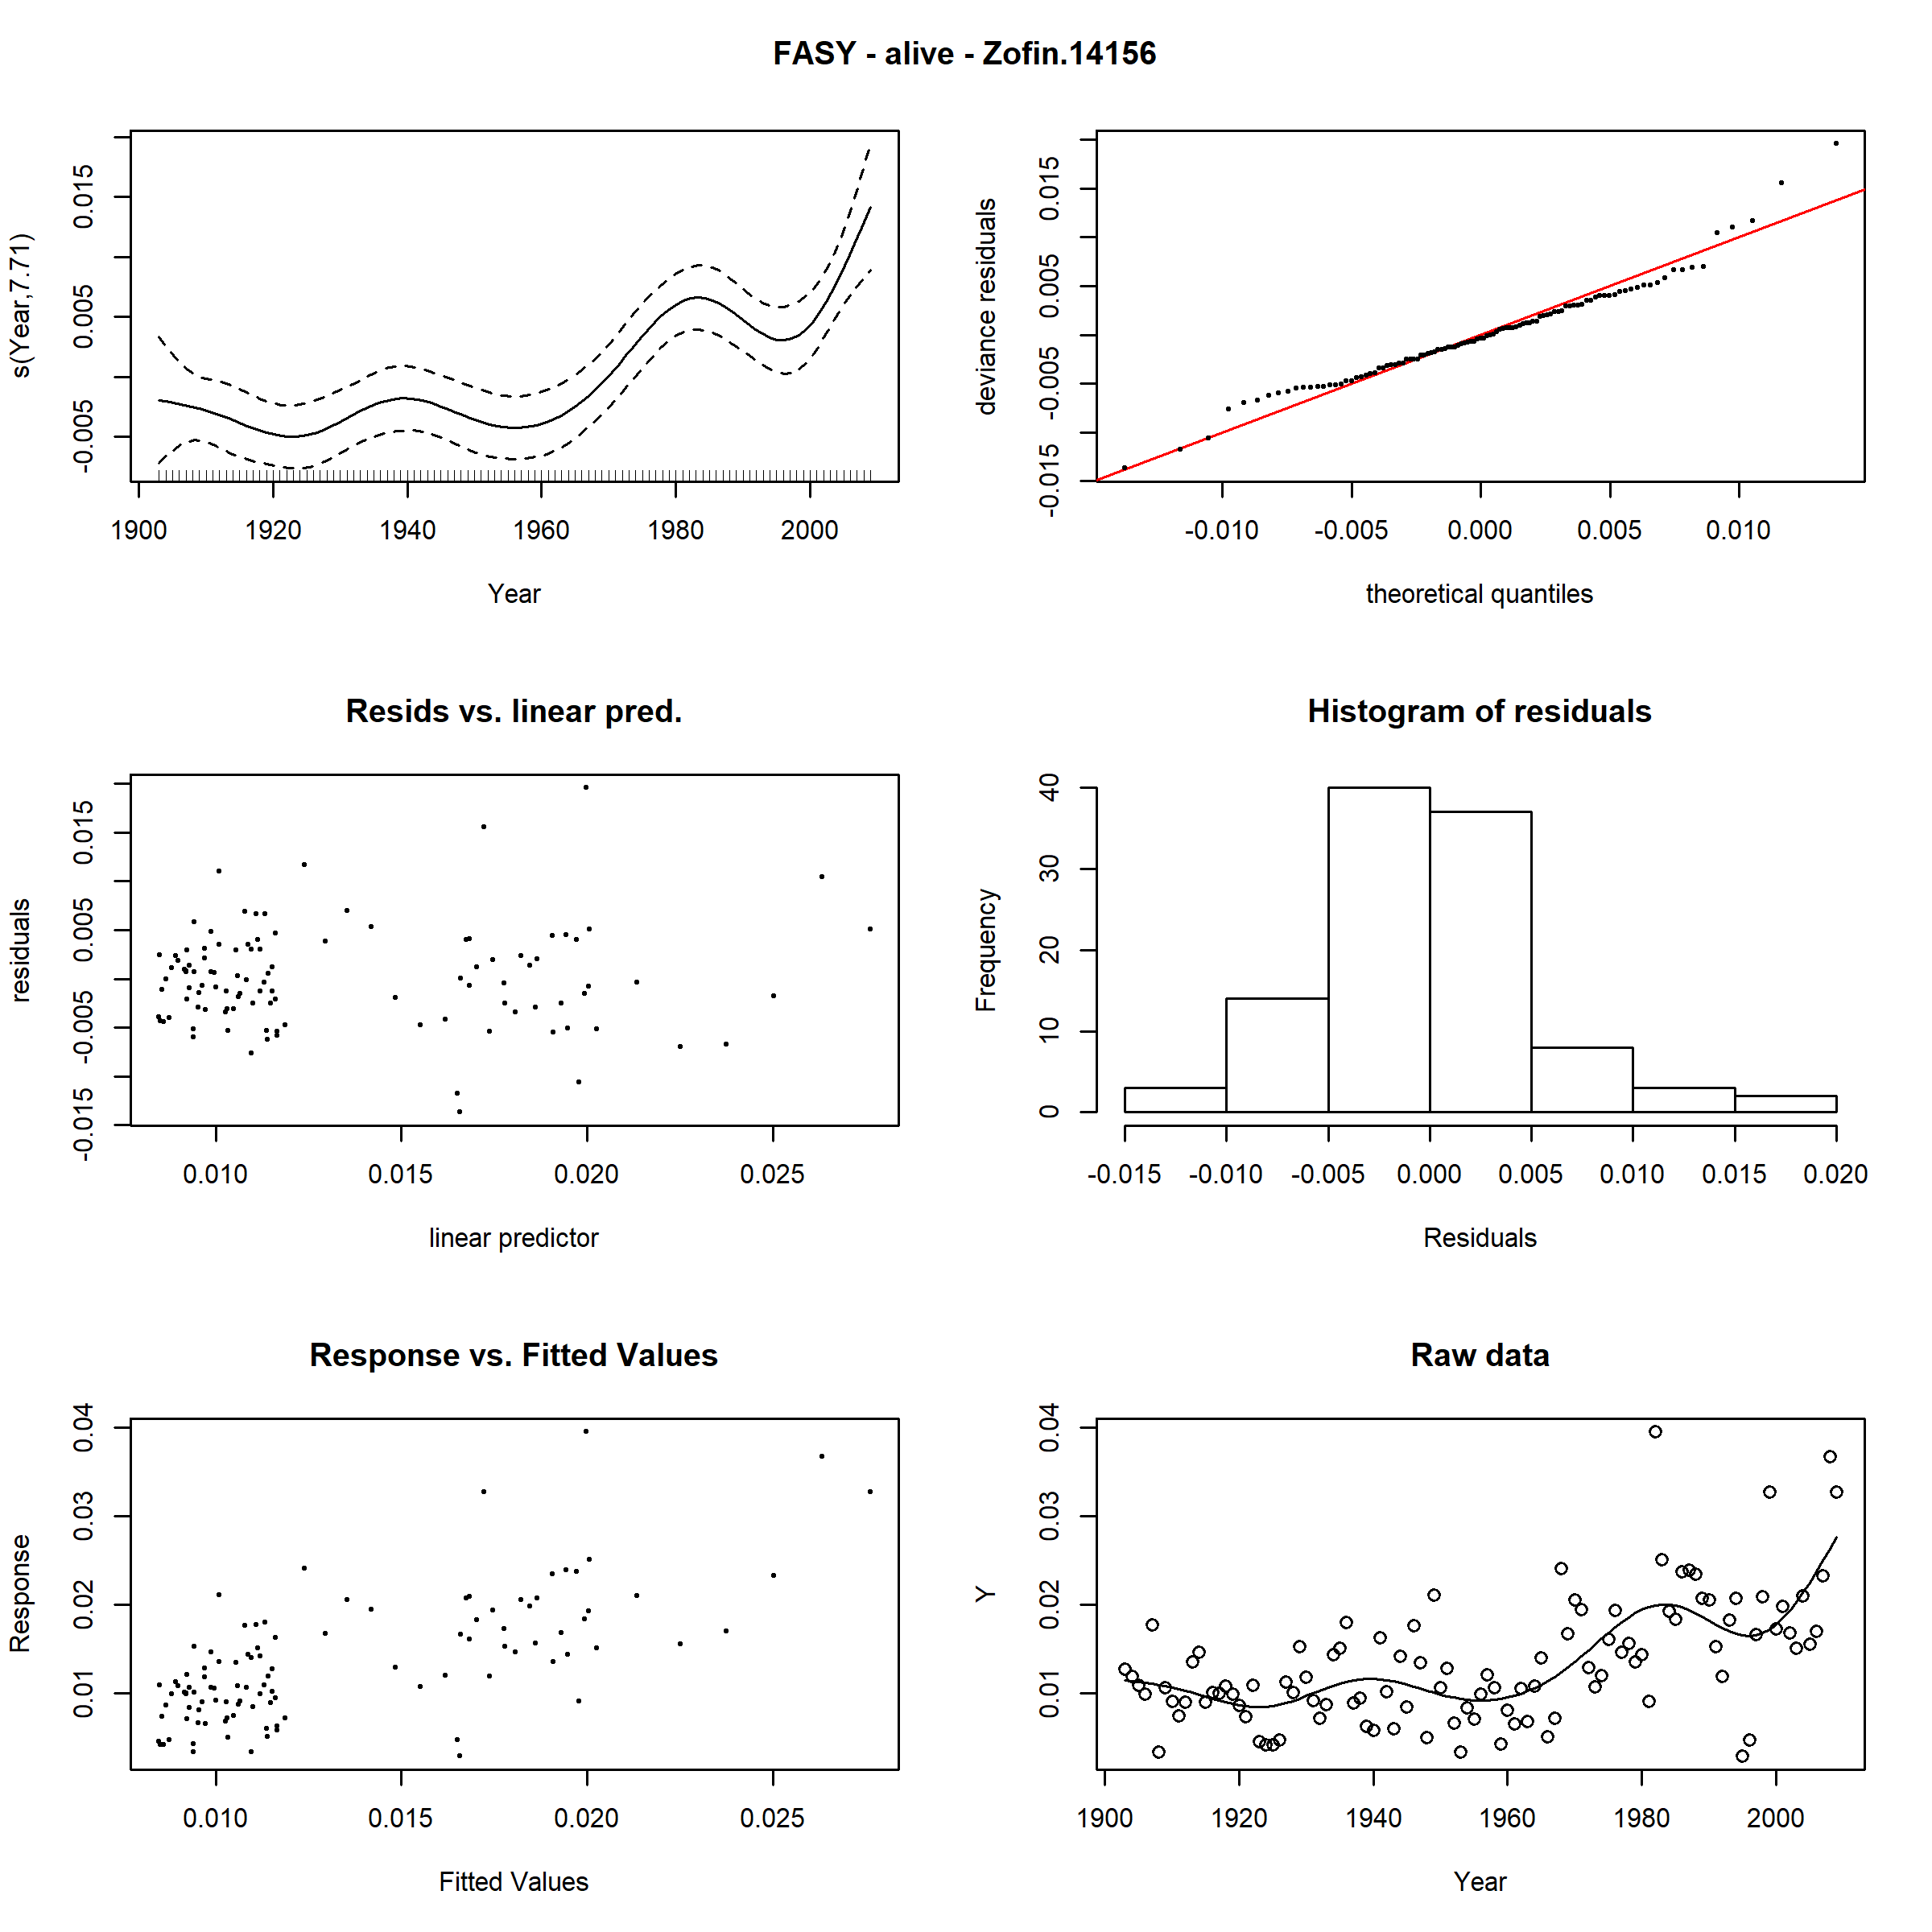 FASY - alive - Zofin.14156
s(Year,7.71)
-0.005 0.005 0.015
1900 1920 1940 1960 1980 2000
Year
deviance residuals
-0.015 -0.005 0.005 0.015
-0.010 -0.005 0.000 0.005 0.010
theoretical quantiles
Resids vs. linear pred.
residuals
-0.015 -0.005 0.005 0.015
0.010 0.015 0.020 0.025
linear predictor
Histogram of residuals
Frequency
0 10 20 30 40
-0.015 -0.010 -0.005 0.000 0.005 0.010 0.015 0.020
Residuals
Response vs. Fitted Values
Response
0.01 0.02 0.03 0.04
0.010 0.015 0.020 0.025
Fitted Values
Raw data
Y
0.01 0.02 0.03 0.04
1900 1920 1940 1960 1980 2000
Year